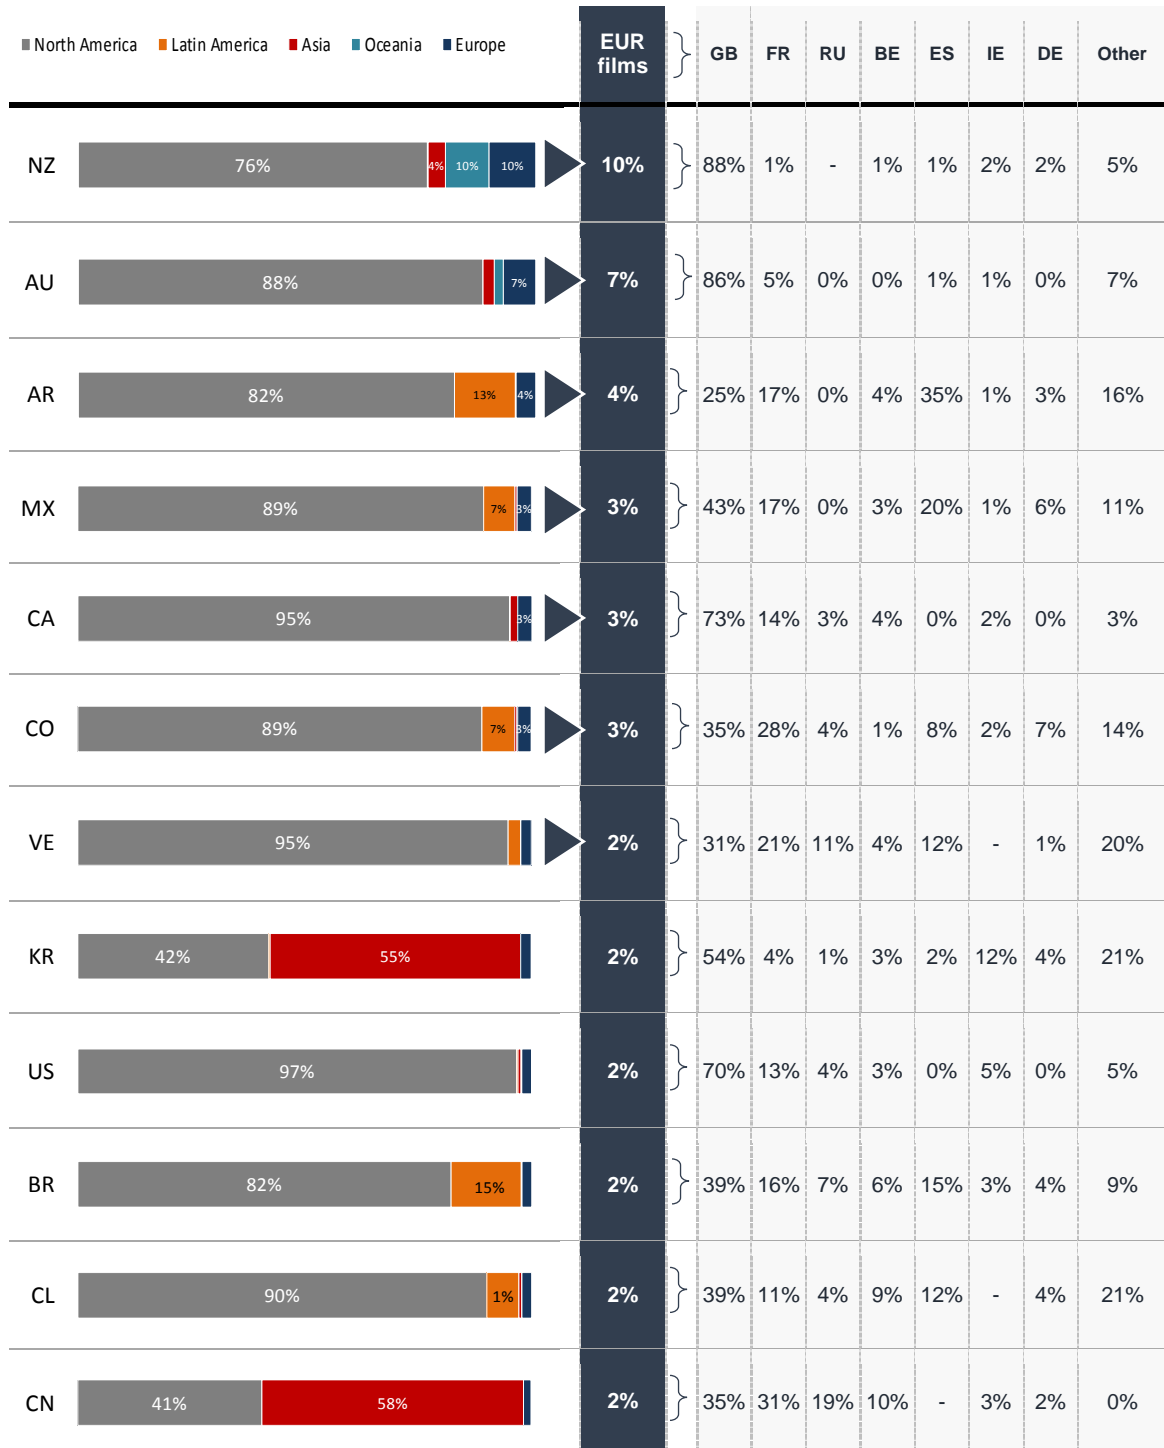 North America Latin America Asia Oceania Europe EUR films GB FR RU BE ES IE DE Other
NZ 76% 4% 10% 10% 10% 88% 1% - 1% 1% 2% 2% 5%
AU 88% 7% 7% 86% 5% 0% 0% 1% 1% 0% 7%
AR 82% 13% 4% 4% 25% 17% 0% 4% 35% 1% 3% 16%
MX 89% 7% 3% 3% 43% 17% 0% 3% 20% 1% 6% 11%
CA 95% 3% 3% 73% 14% 3% 4% 0% 2% 0% 3%
CO 89% 7% 3% 3% 35% 28% 4% 1% 8% 2% 7% 14%
VE 95% 2% 31% 21% 11% 4% 12% - 1% 20%
KR 42% 55% 2% 54% 4% 1% 3% 2% 12% 4% 21%
US 97% 2% 70% 13% 4% 3% 0% 5% 0% 5%
BR 82% 15% 2% 39% 16% 7% 6% 15% 3% 4% 9%
CL 90% 1% 2% 39% 11% 4% 9% 12% - 4% 21%
CN 41% 58% 2% 35% 31% 19% 10% - 3% 2% 0%